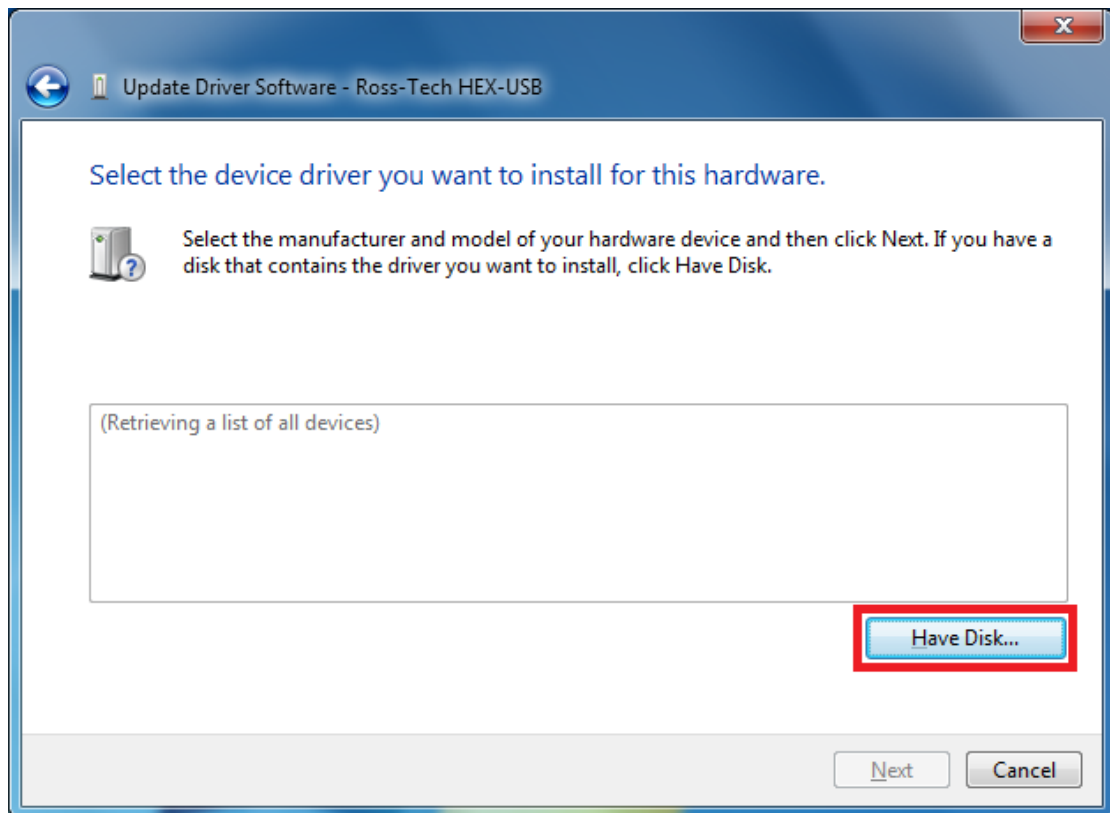 Update Driver Software - Ross-Tech HEX-USB
Select the device driver you want to install for this hardware.
Select the manufacturer and model of your hardware device and then click Next. If you have a
disk that contains the driver you want to install, click Have Disk.
(Retrieving a list of all devices)
Have Disk...
Next
Cancel